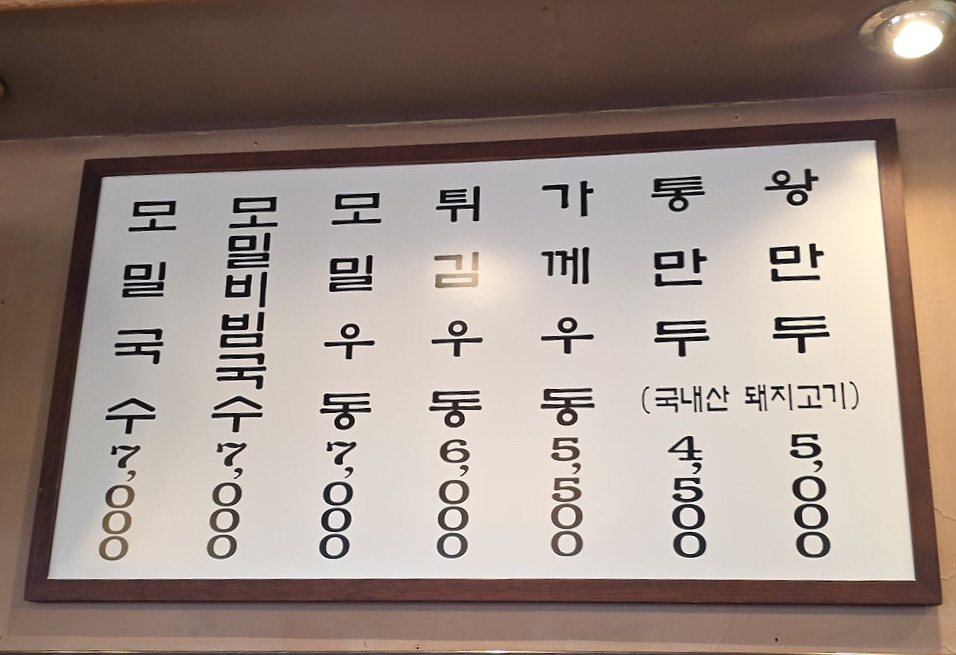 모밀국수 7,000
모밀비빔국수 7,000
모밀우동 7,000
튀김우동 6,000
가께우동 5,500
통만두 4,500
왕만두 5,000
(국내산 돼지고기)